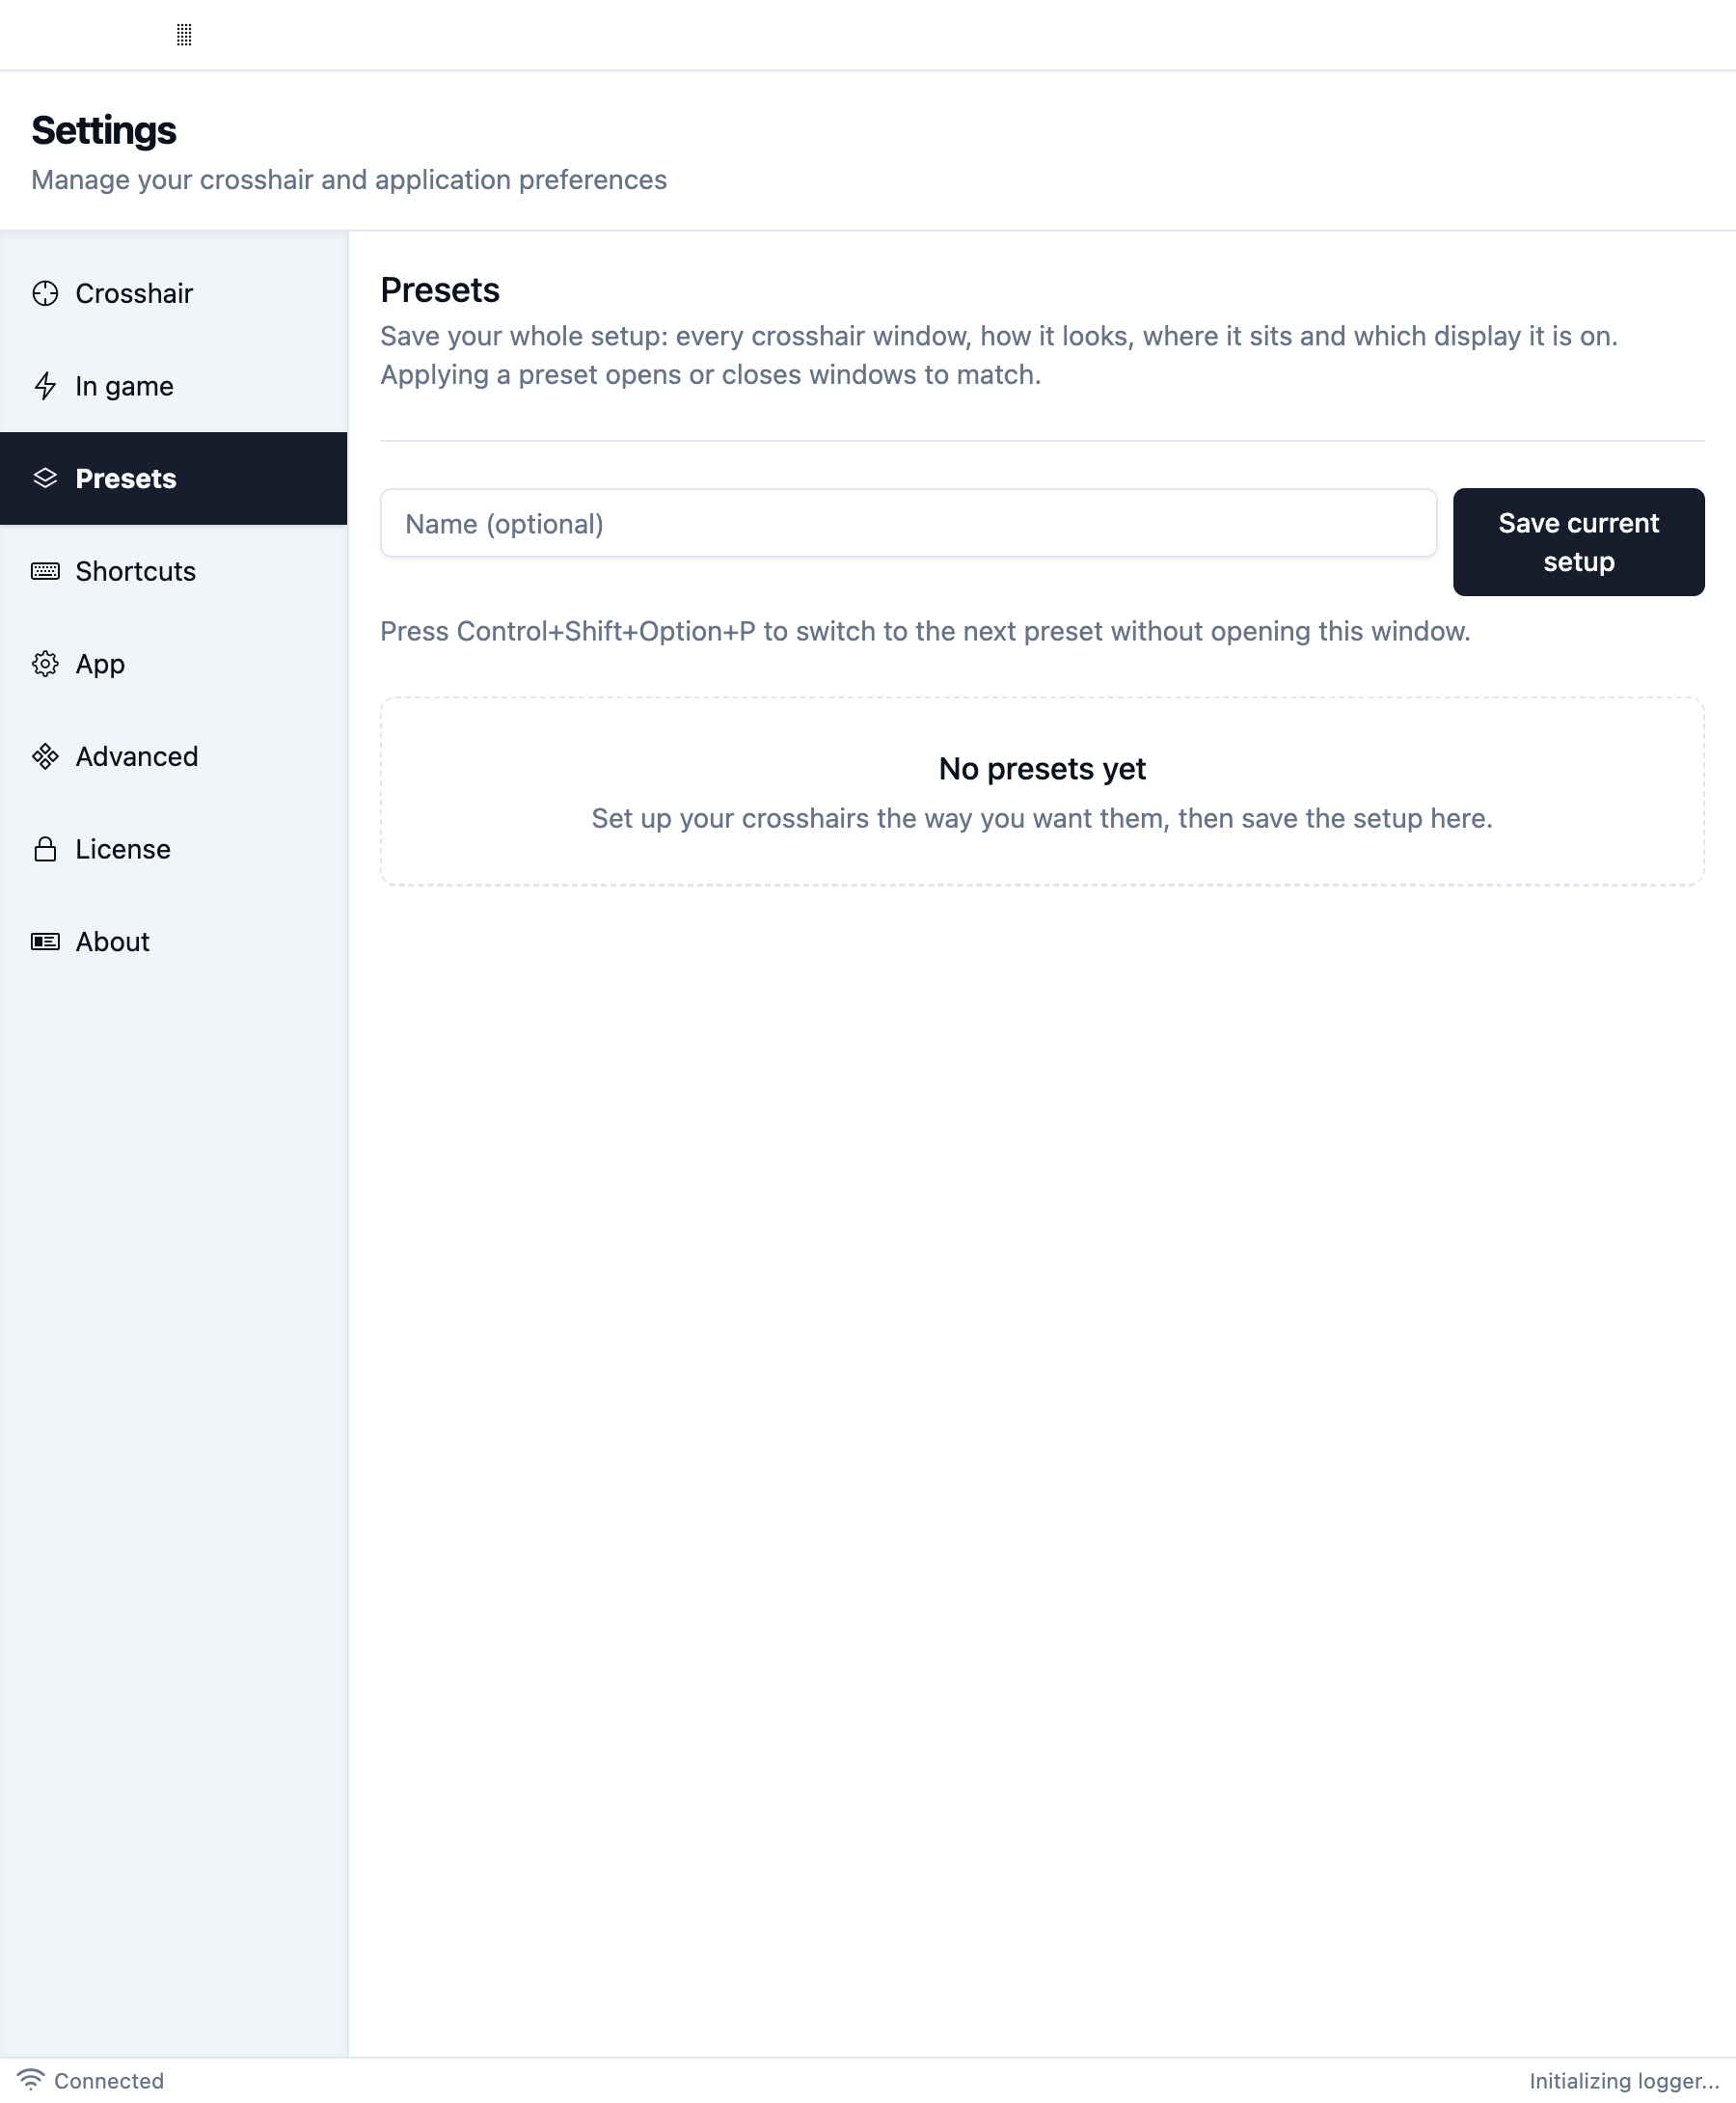 Settings
Manage your crosshair and application preferences
Crosshair
In game
Presets
Shortcuts
App
Advanced
License
About
Presets
Save your whole setup: every crosshair window, how it looks, where it sits and which display it is on.
Applying a preset opens or closes windows to match.
Name (optional)
Save current
setup
Press Control+Shift+Option+P to switch to the next preset without opening this window.
No presets yet
Set up your crosshairs the way you want them, then save the setup here.
Connected
Initializing logger...